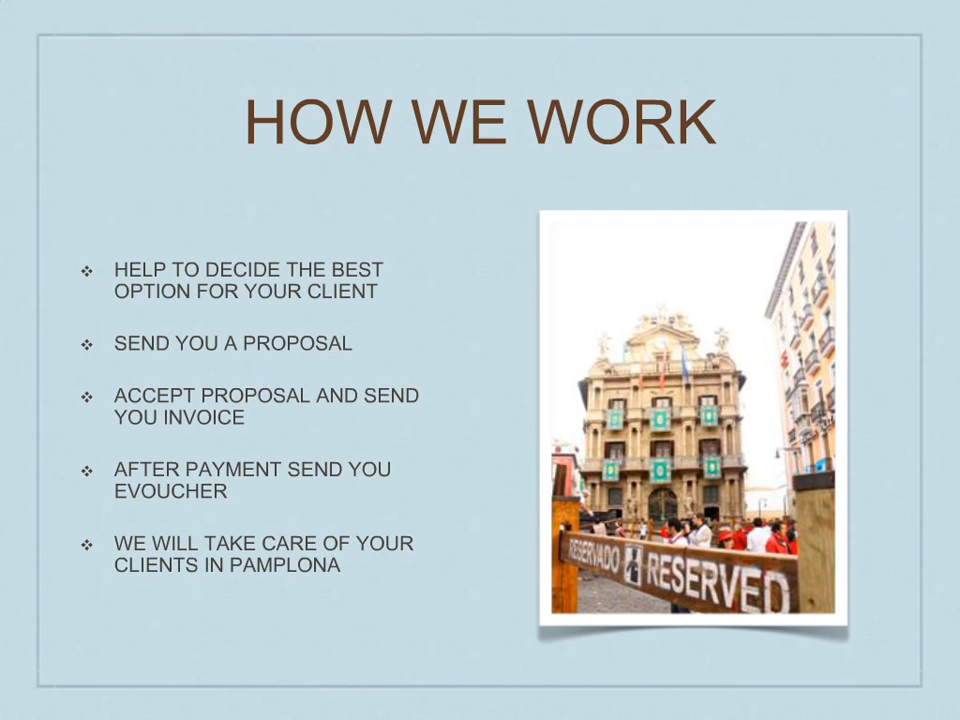 HOW WE WORK
❖ HELP TO DECIDE THE BEST
OPTION FOR YOUR CLIENT
❖ SEND YOU A PROPOSAL
❖ ACCEPT PROPOSAL AND SEND
YOU INVOICE
❖ AFTER PAYMENT SEND YOU
EVOUCHER
❖ WE WILL TAKE CARE OF YOUR
CLIENTS IN PAMPLONA
RESERVADO RESERVED